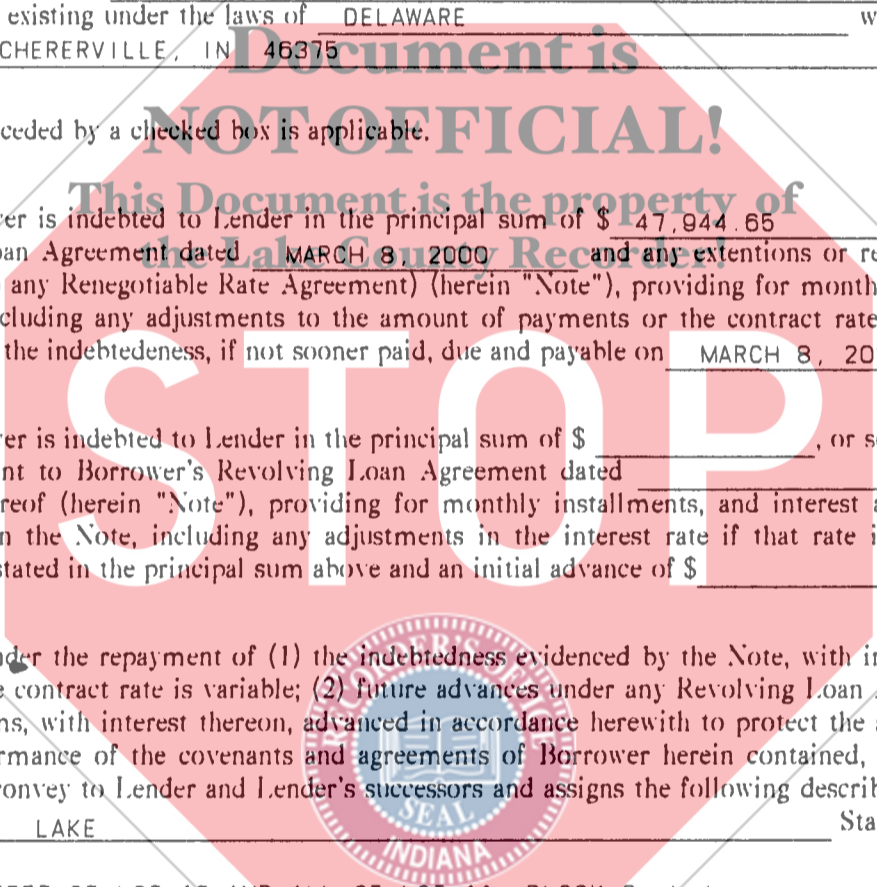 existing under the laws of DELAWARE
CHERERVILLE, IN 46375
Document is
NOT OFFICIAL!
ceded by a checked box is applicable.
This Document is the property of
the Lake County Recorder!
er is indebted to Lender in the principal sum of $ 47,944.65
oan Agreement dated MARCH 8, 2000 and any extentions or re
any Renegotiable Rate Agreement) (herein "Note"), providing for month
cluding any adjustments to the amount of payments or the contract rate
the indebtedeness, if not sooner paid, due and payable on MARCH 8, 20
STOP
er is indebted to Lender in the principal sum of $ , or s
nt to Borrower's Revolving Loan Agreement dated
reof (herein "Note"), providing for monthly installments, and interest a
n the Note, including any adjustments in the interest rate if that rate i
stated in the principal sum above and an initial advance of $
nder the repayment of (1) the indebtedness evidenced by the Note, with in
e contract rate is variable; (2) future advances under any Revolving Loan
ns, with interest thereon, advanced in accordance herewith to protect the
rmance of the covenants and agreements of Borrower herein contained,
convey to Lender and Lender's successors and assigns the following describ
LAKE Sta
RECORDER'S OFFICE
SEAL
INDIANA